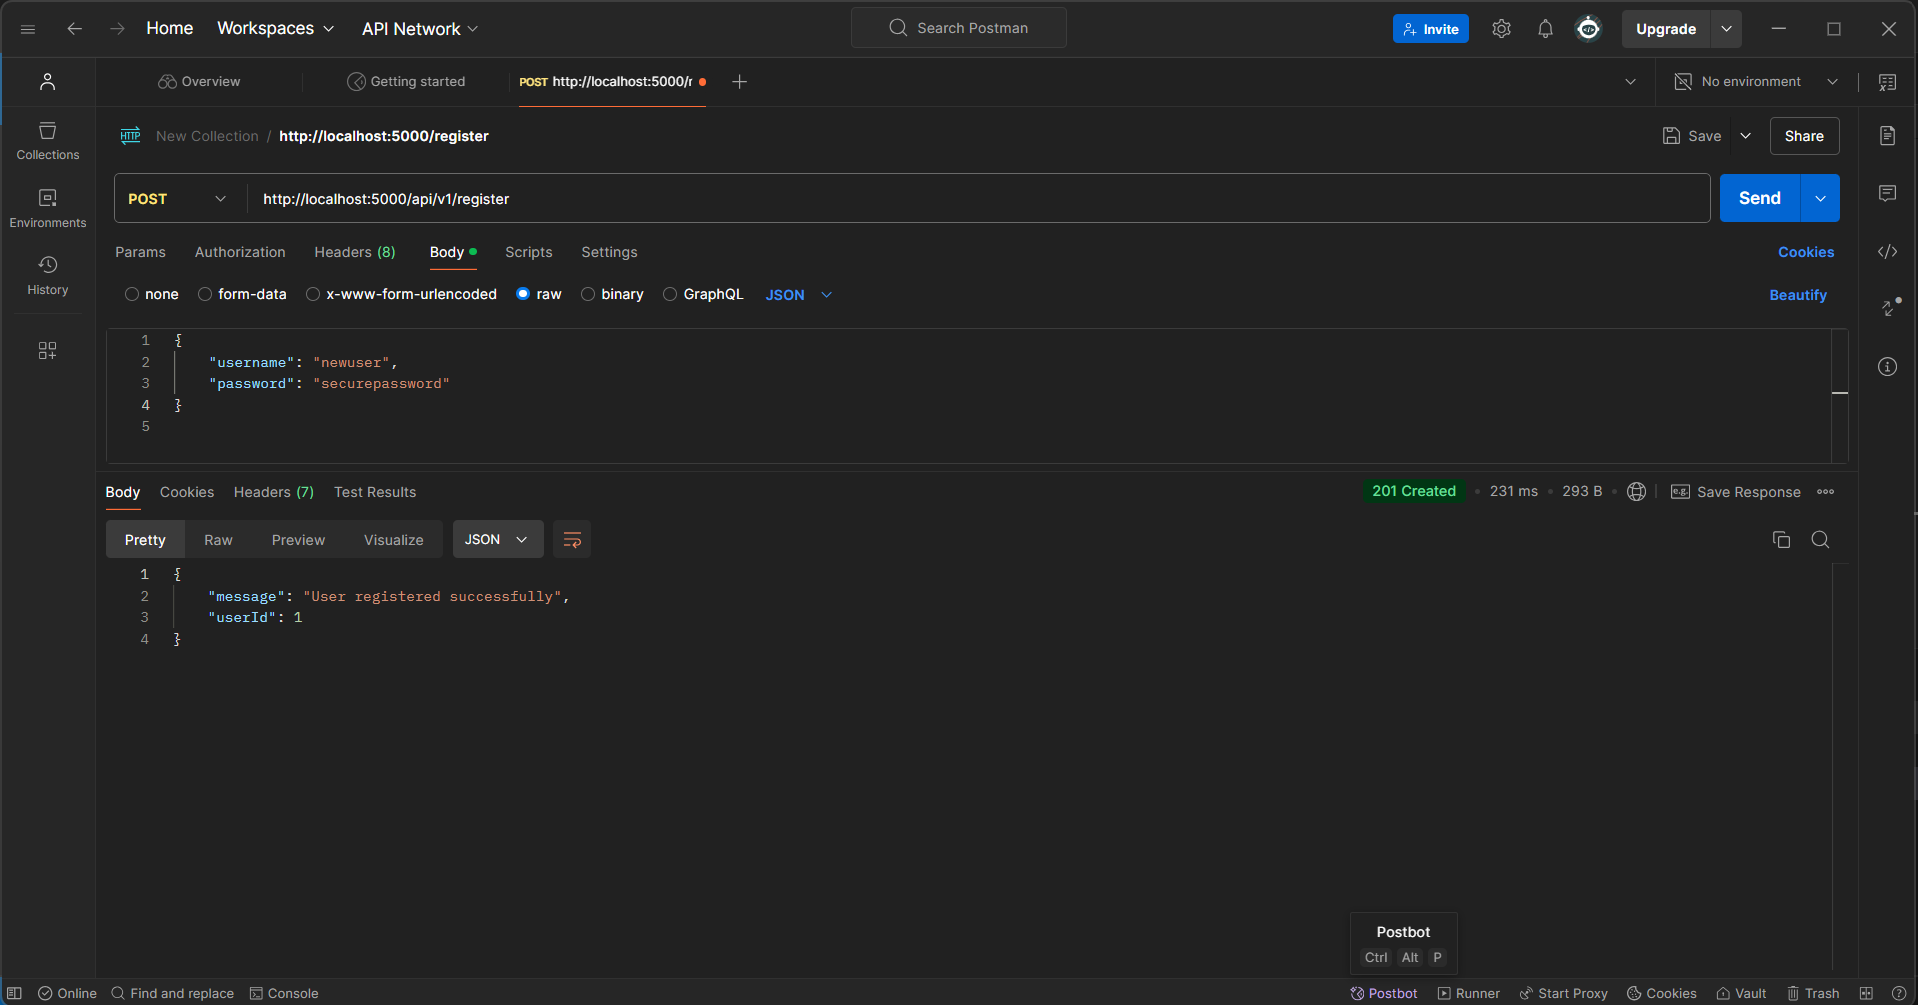 Home Workspaces API Network Search Postman Invite Upgrade
Overview Getting started POST http://localhost:5000/r No environment
HTTP New Collection / http://localhost:5000/register Save Share
POST http://localhost:5000/api/v1/register Send
Collections
Environments
History
Params Authorization Headers (8) Body Scripts Settings Cookies
none form-data x-www-form-urlencoded raw binary GraphQL JSON Beautify
1 {
2 "username": "newuser",
3 "password": "securepassword"
4 }
5
Body Cookies Headers (7) Test Results 201 Created • 231 ms • 293 B • e.g. Save Response
Pretty Raw Preview Visualize JSON
1 {
2 "message": "User registered successfully",
3 "userId": 1
4 }
Postbot
Ctrl Alt P
Online Find and replace Console Postbot Runner Start Proxy Cookies Vault Trash